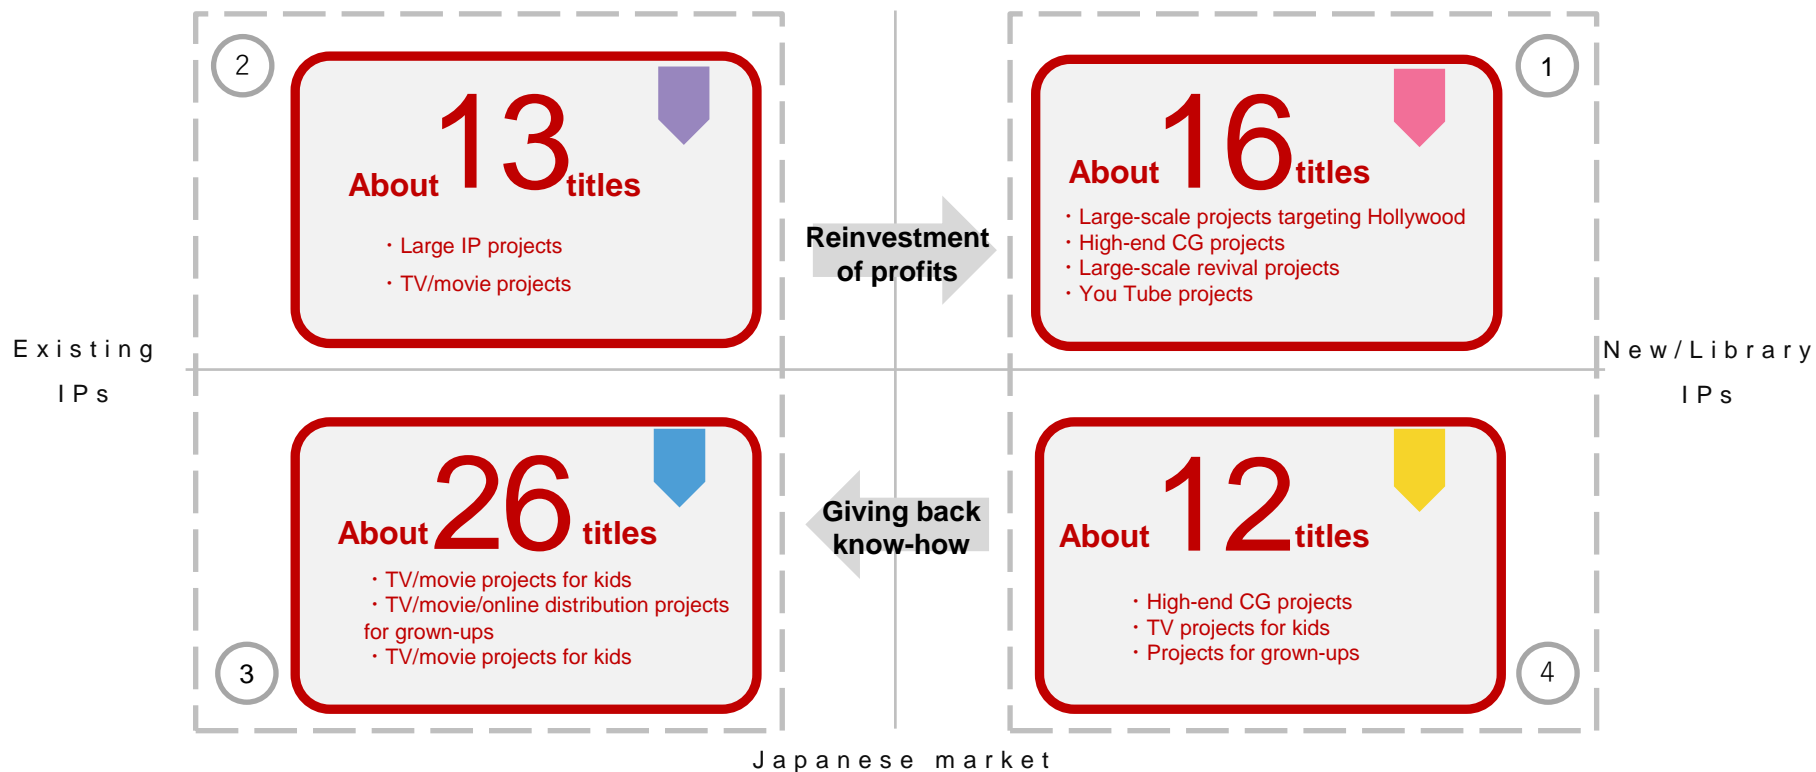 2
About 13 titles
・Large IP projects
・TV/movie projects
1
About 16 titles
・Large-scale projects targeting Hollywood
・High-end CG projects
・Large-scale revival projects
・You Tube projects
Reinvestment
of profits
Existing
IPs
New/Library
IPs
About 26 titles
・TV/movie projects for kids
・TV/movie/online distribution projects
for grown-ups
・TV/movie projects for kids
3
Giving back
know-how
About 12 titles
・High-end CG projects
・TV projects for kids
・Projects for grown-ups
4
Japanese market